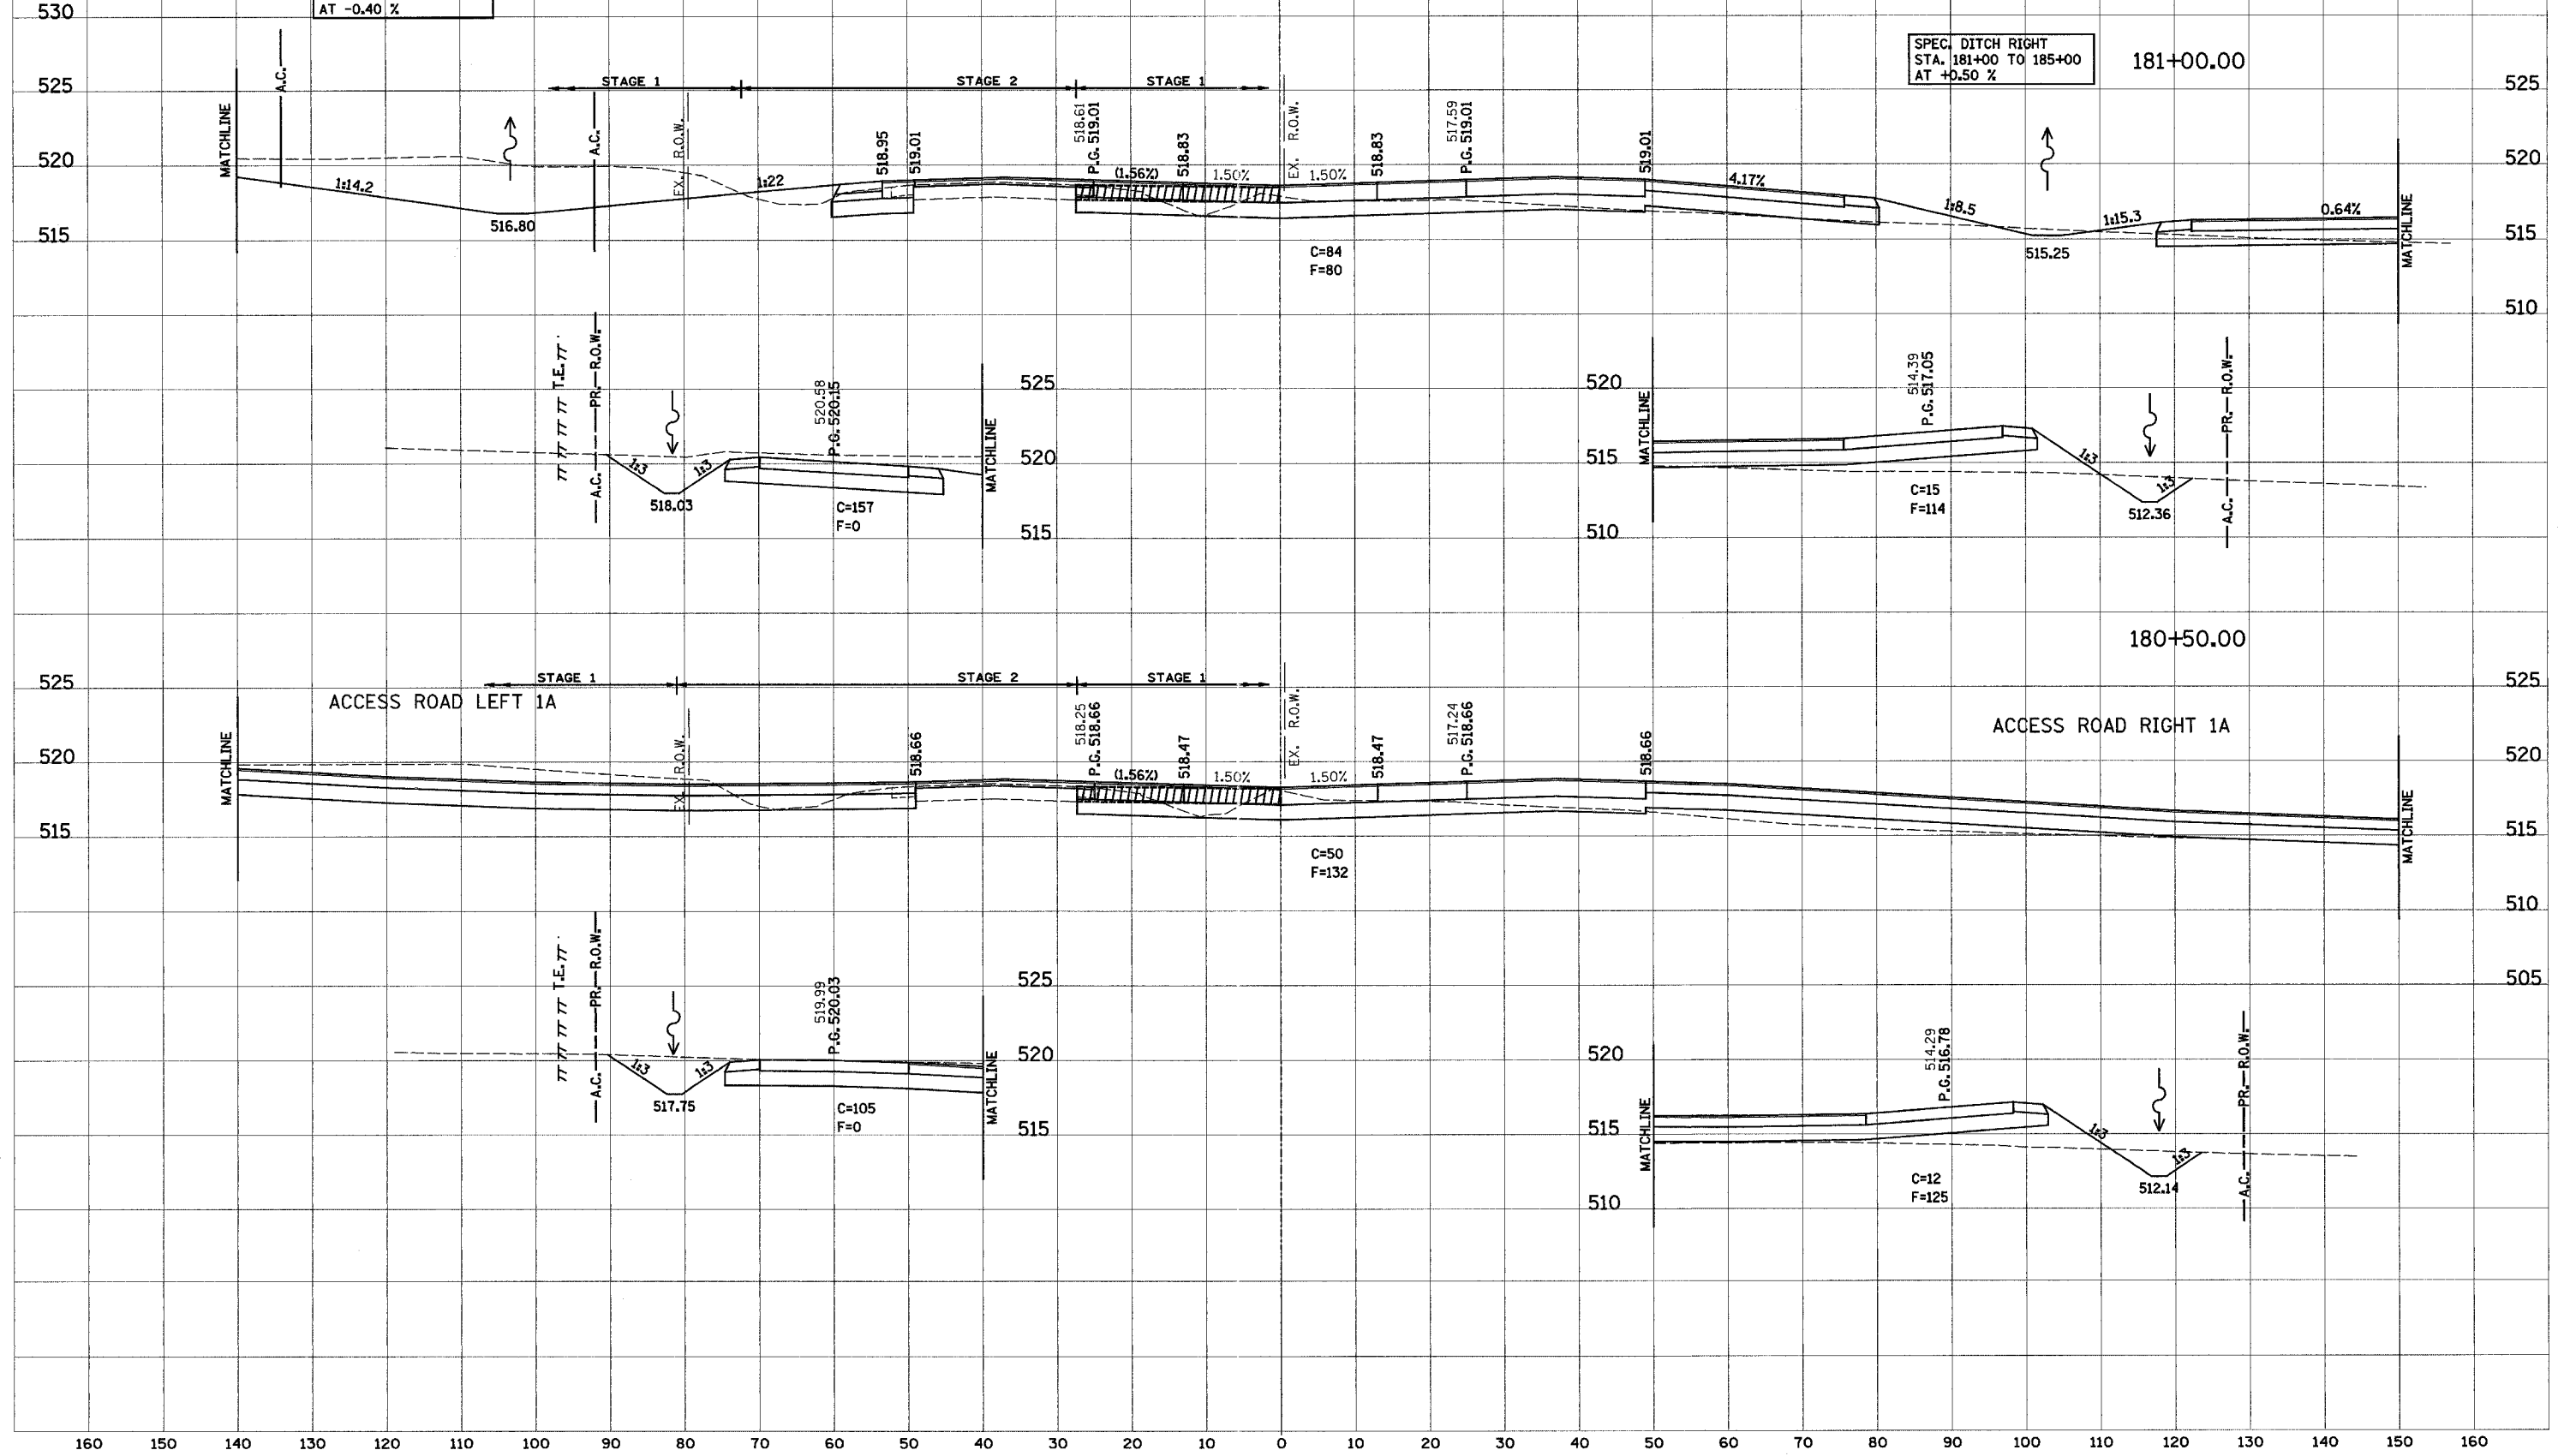 530
AT -0.40 %
SPEC. DITCH RIGHT
STA. 181+00 TO 185+00
AT +0.50 %
181+00.00
525
STAGE 1
STAGE 2
STAGE 1
525
MATCHLINE
A.C.
A.C.
EX. R.O.W.
518.95
519.01
518.61
P.G. 519.01
518.83
EX. R.O.W.
518.83
517.59
P.G. 519.01
519.01
MATCHLINE
520
520
1:14.2
1:22
(1.56%)
1.50%
1.50%
4.17%
1:8.5
1:15.3
0.64%
516.80
515
515.25
515
C=84
F=80
510
T.E.
A.C. PR. R.O.W.
520.58
P.G. 520.15
MATCHLINE
525
520
MATCHLINE
514.39
P.G. 517.05
A.C. PR. R.O.W.
1:3
1:3
520
515
1:3
1:3
518.03
C=157
F=0
515
C=15
F=114
510
512.36
180+50.00
525
STAGE 1
STAGE 2
STAGE 1
525
ACCESS ROAD LEFT 1A
ACCESS ROAD RIGHT 1A
MATCHLINE
EX. R.O.W.
518.66
518.25
P.G. 518.66
518.47
EX. R.O.W.
518.47
517.24
P.G. 518.66
518.66
MATCHLINE
520
520
(1.56%)
1.50%
1.50%
515
515
C=50
F=132
510
T.E.
A.C. PR. R.O.W.
519.99
P.G. 520.03
MATCHLINE
525
505
MATCHLINE
514.29
P.G. 516.78
A.C. PR. R.O.W.
1:3
1:3
520
520
517.75
C=105
F=0
515
515
1:3
1:3
C=12
F=125
510
512.14
160 150 140 130 120 110 100 90 80 70 60 50 40 30 20 10 0 10 20 30 40 50 60 70 80 90 100 110 120 130 140 150 160